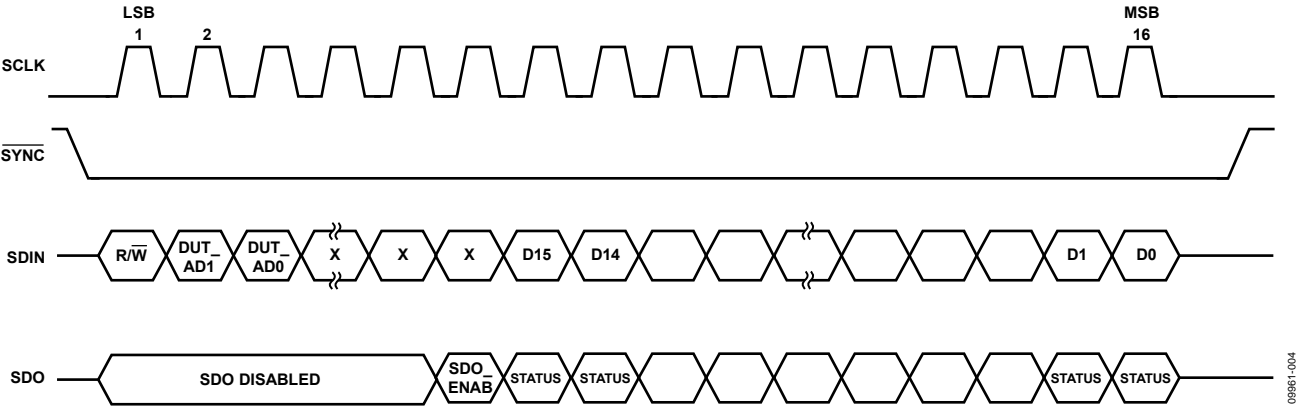 LSB MSB
1 2 16
SCLK
SYNC
SDIN R/W DUT_ DUT_ X X X D15 D14 D1 D0
AD1 AD0
SDO SDO DISABLED SDO_ STATUS STATUS STATUS STATUS
ENAB
09961-004